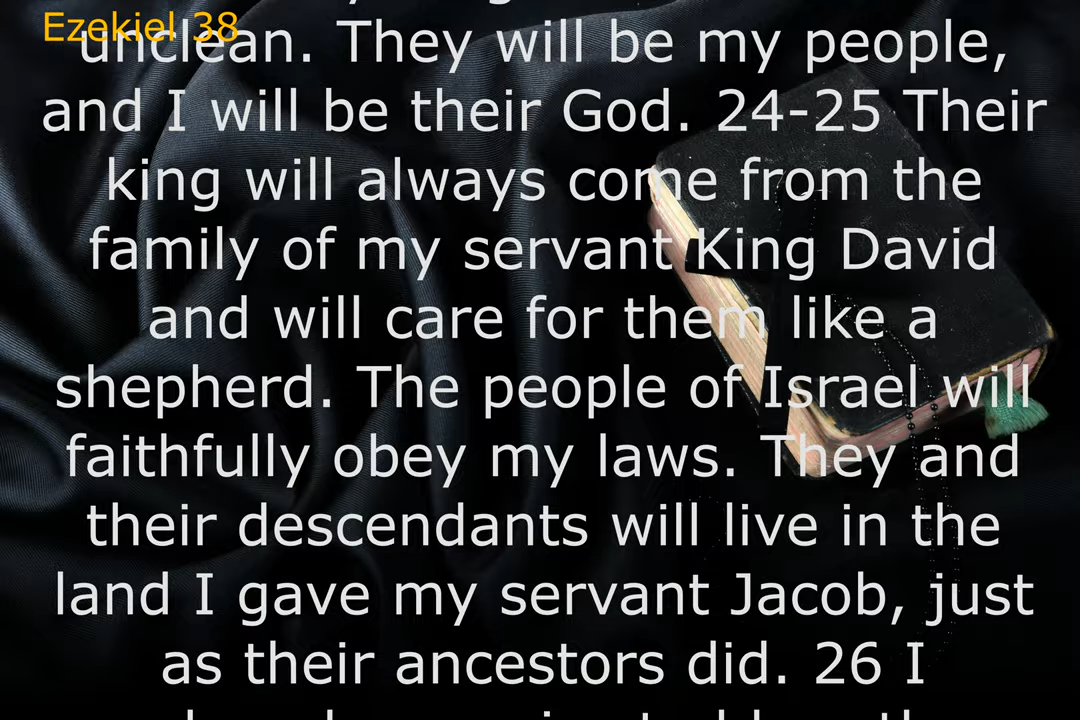 Ezekiel 38
unclean. They will be my people,
and I will be their God. 24-25 Their
king will always come from the
family of my servant King David
and will care for them like a
shepherd. The people of Israel will
faithfully obey my laws. They and
their descendants will live in the
land I gave my servant Jacob, just
as their ancestors did. 26 I